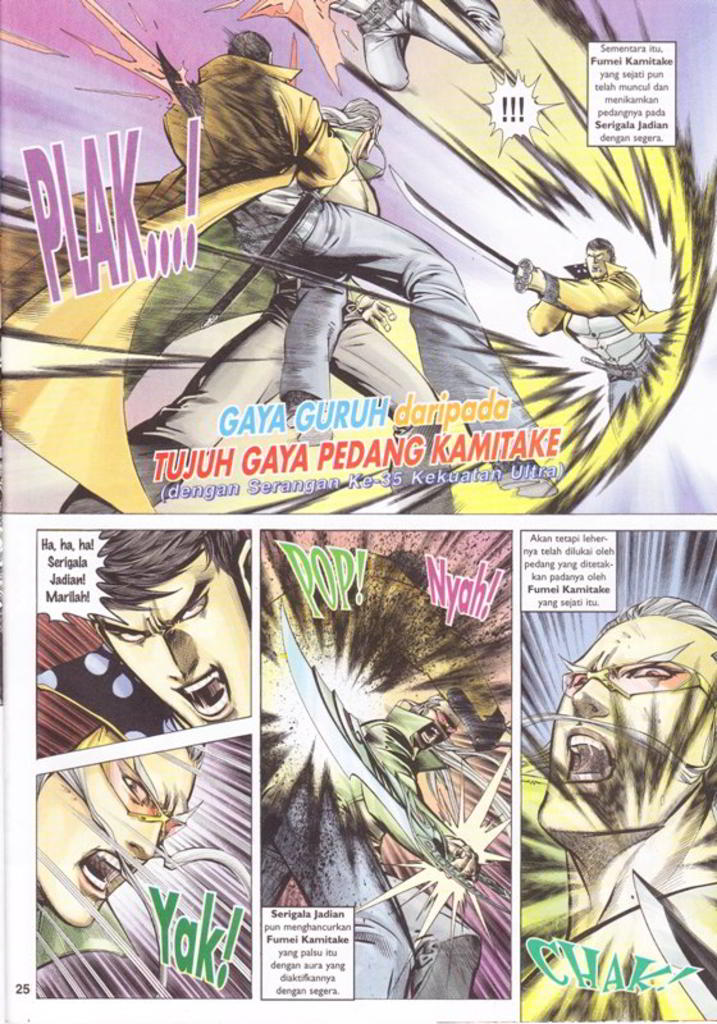 Sementara itu,
Fumei Kamitake
yang sejati pun
telah muncul dan
menikamkan
pedangnya pada
Serigala Jadian
dengan segera.
!!!
PLAK....!
GAYA GURUH daripada
TUJUH GAYA PEDANG KAMITAKE
(dengan Serangan Ke-35 Kekuatan Ultra)
Ha, ha, ha!
Serigala
Jadian!
Marilah!
Yak!
POP!
Nyah!
Serigala Jadian
pun menghancurkan
Fumei Kamitake
yang palsu itu
dengan aura yang
diaktifkannya
dengan segera.
Akan tetapi leher-
nya telah dilukai oleh
pedang yang ditetak-
kan padanya oleh
Fumei Kamitake
yang sejati itu.
CHAK!
25